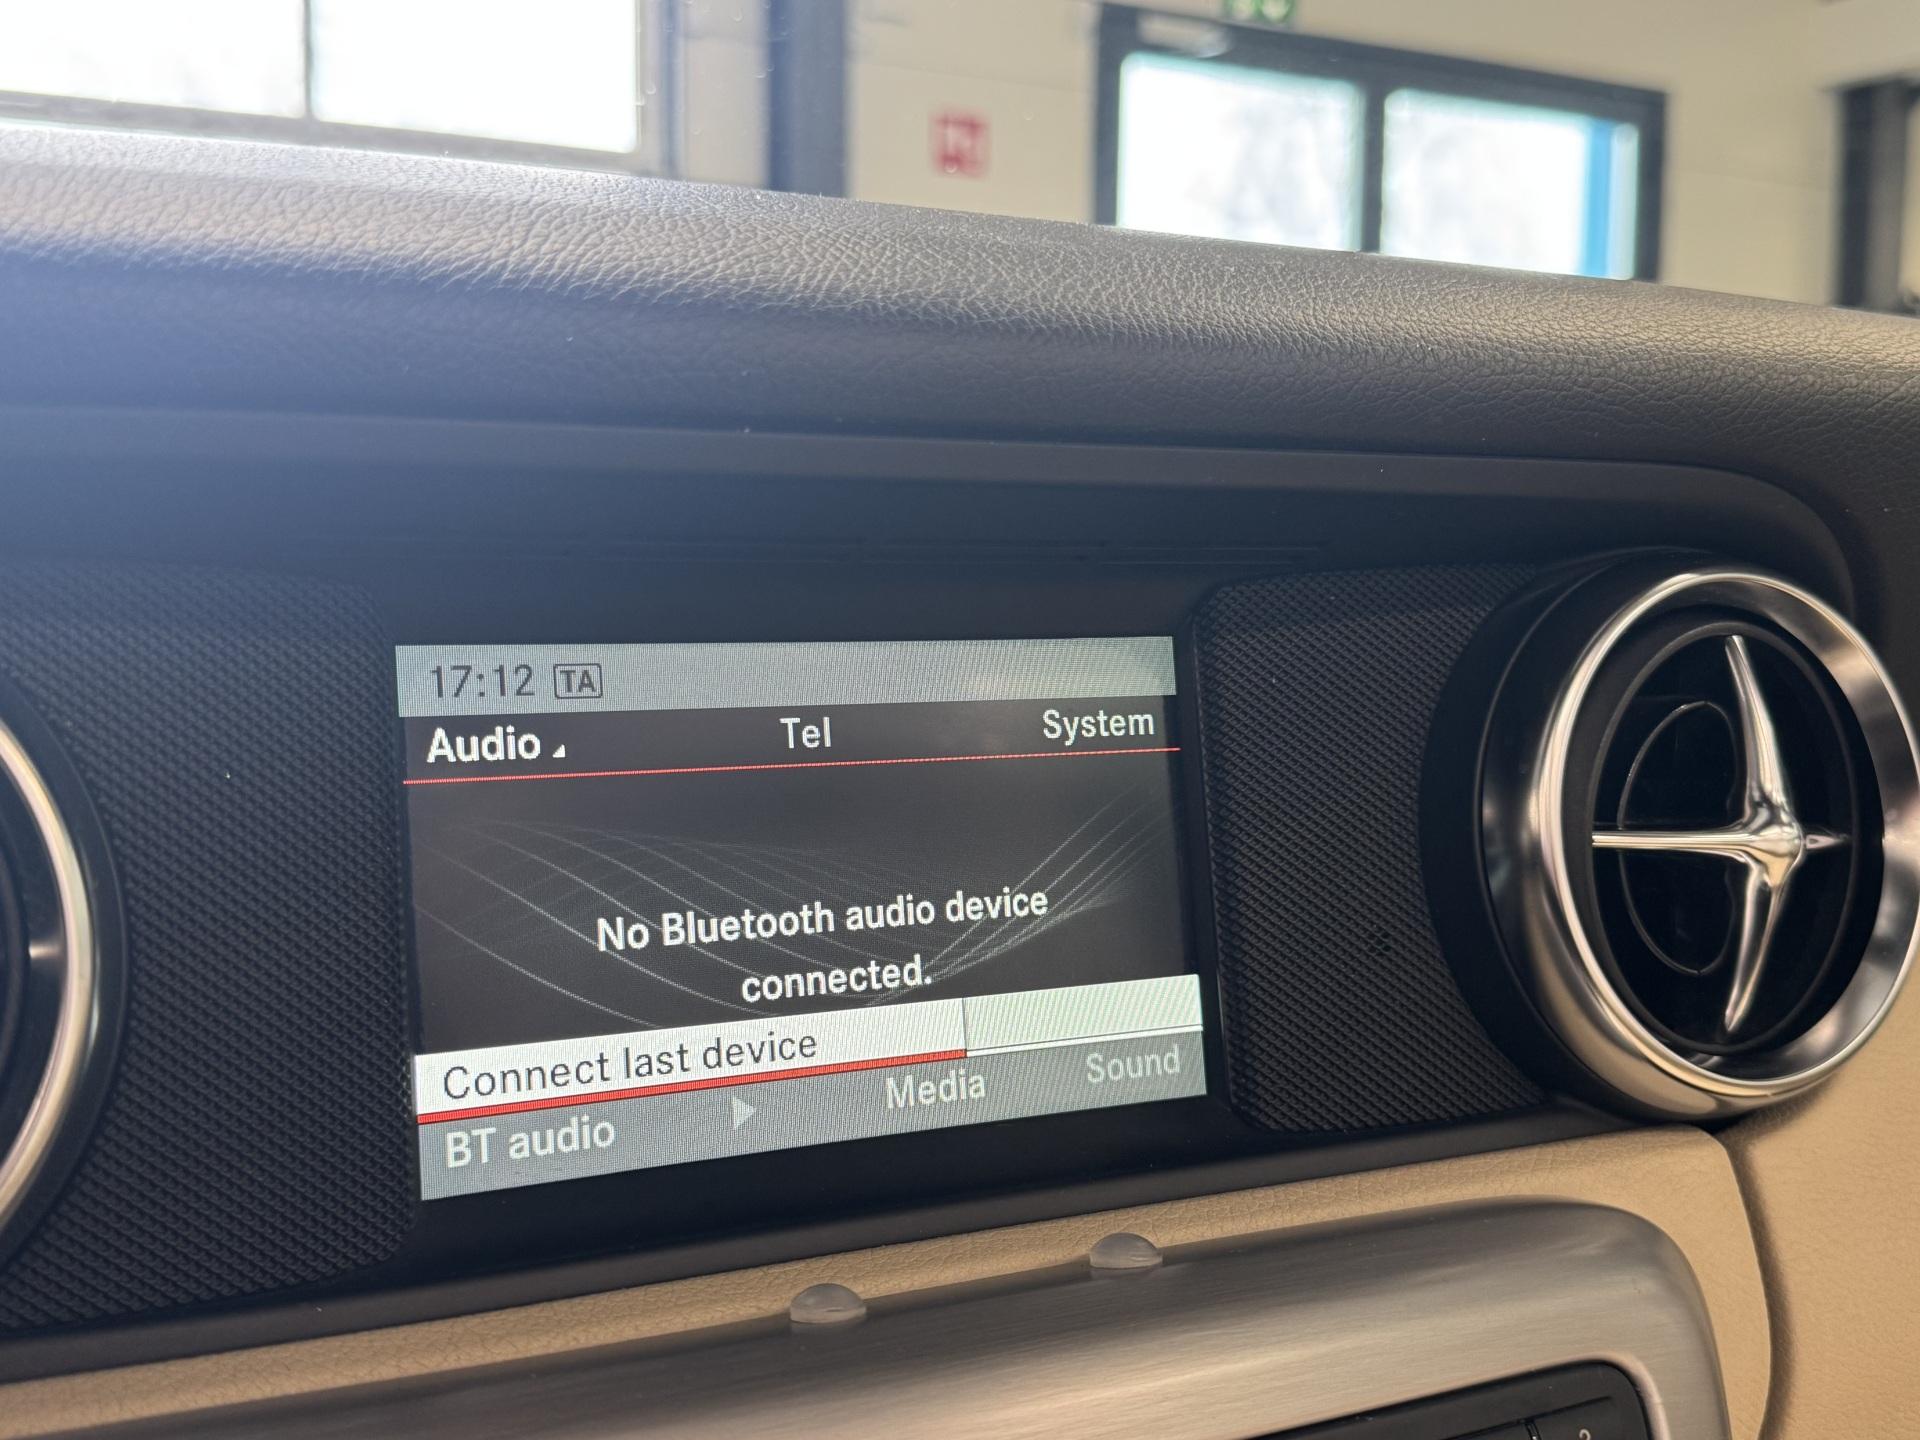 17:12 TA
Audio Tel System
No Bluetooth audio device
connected.
Connect last device
BT audio Media Sound